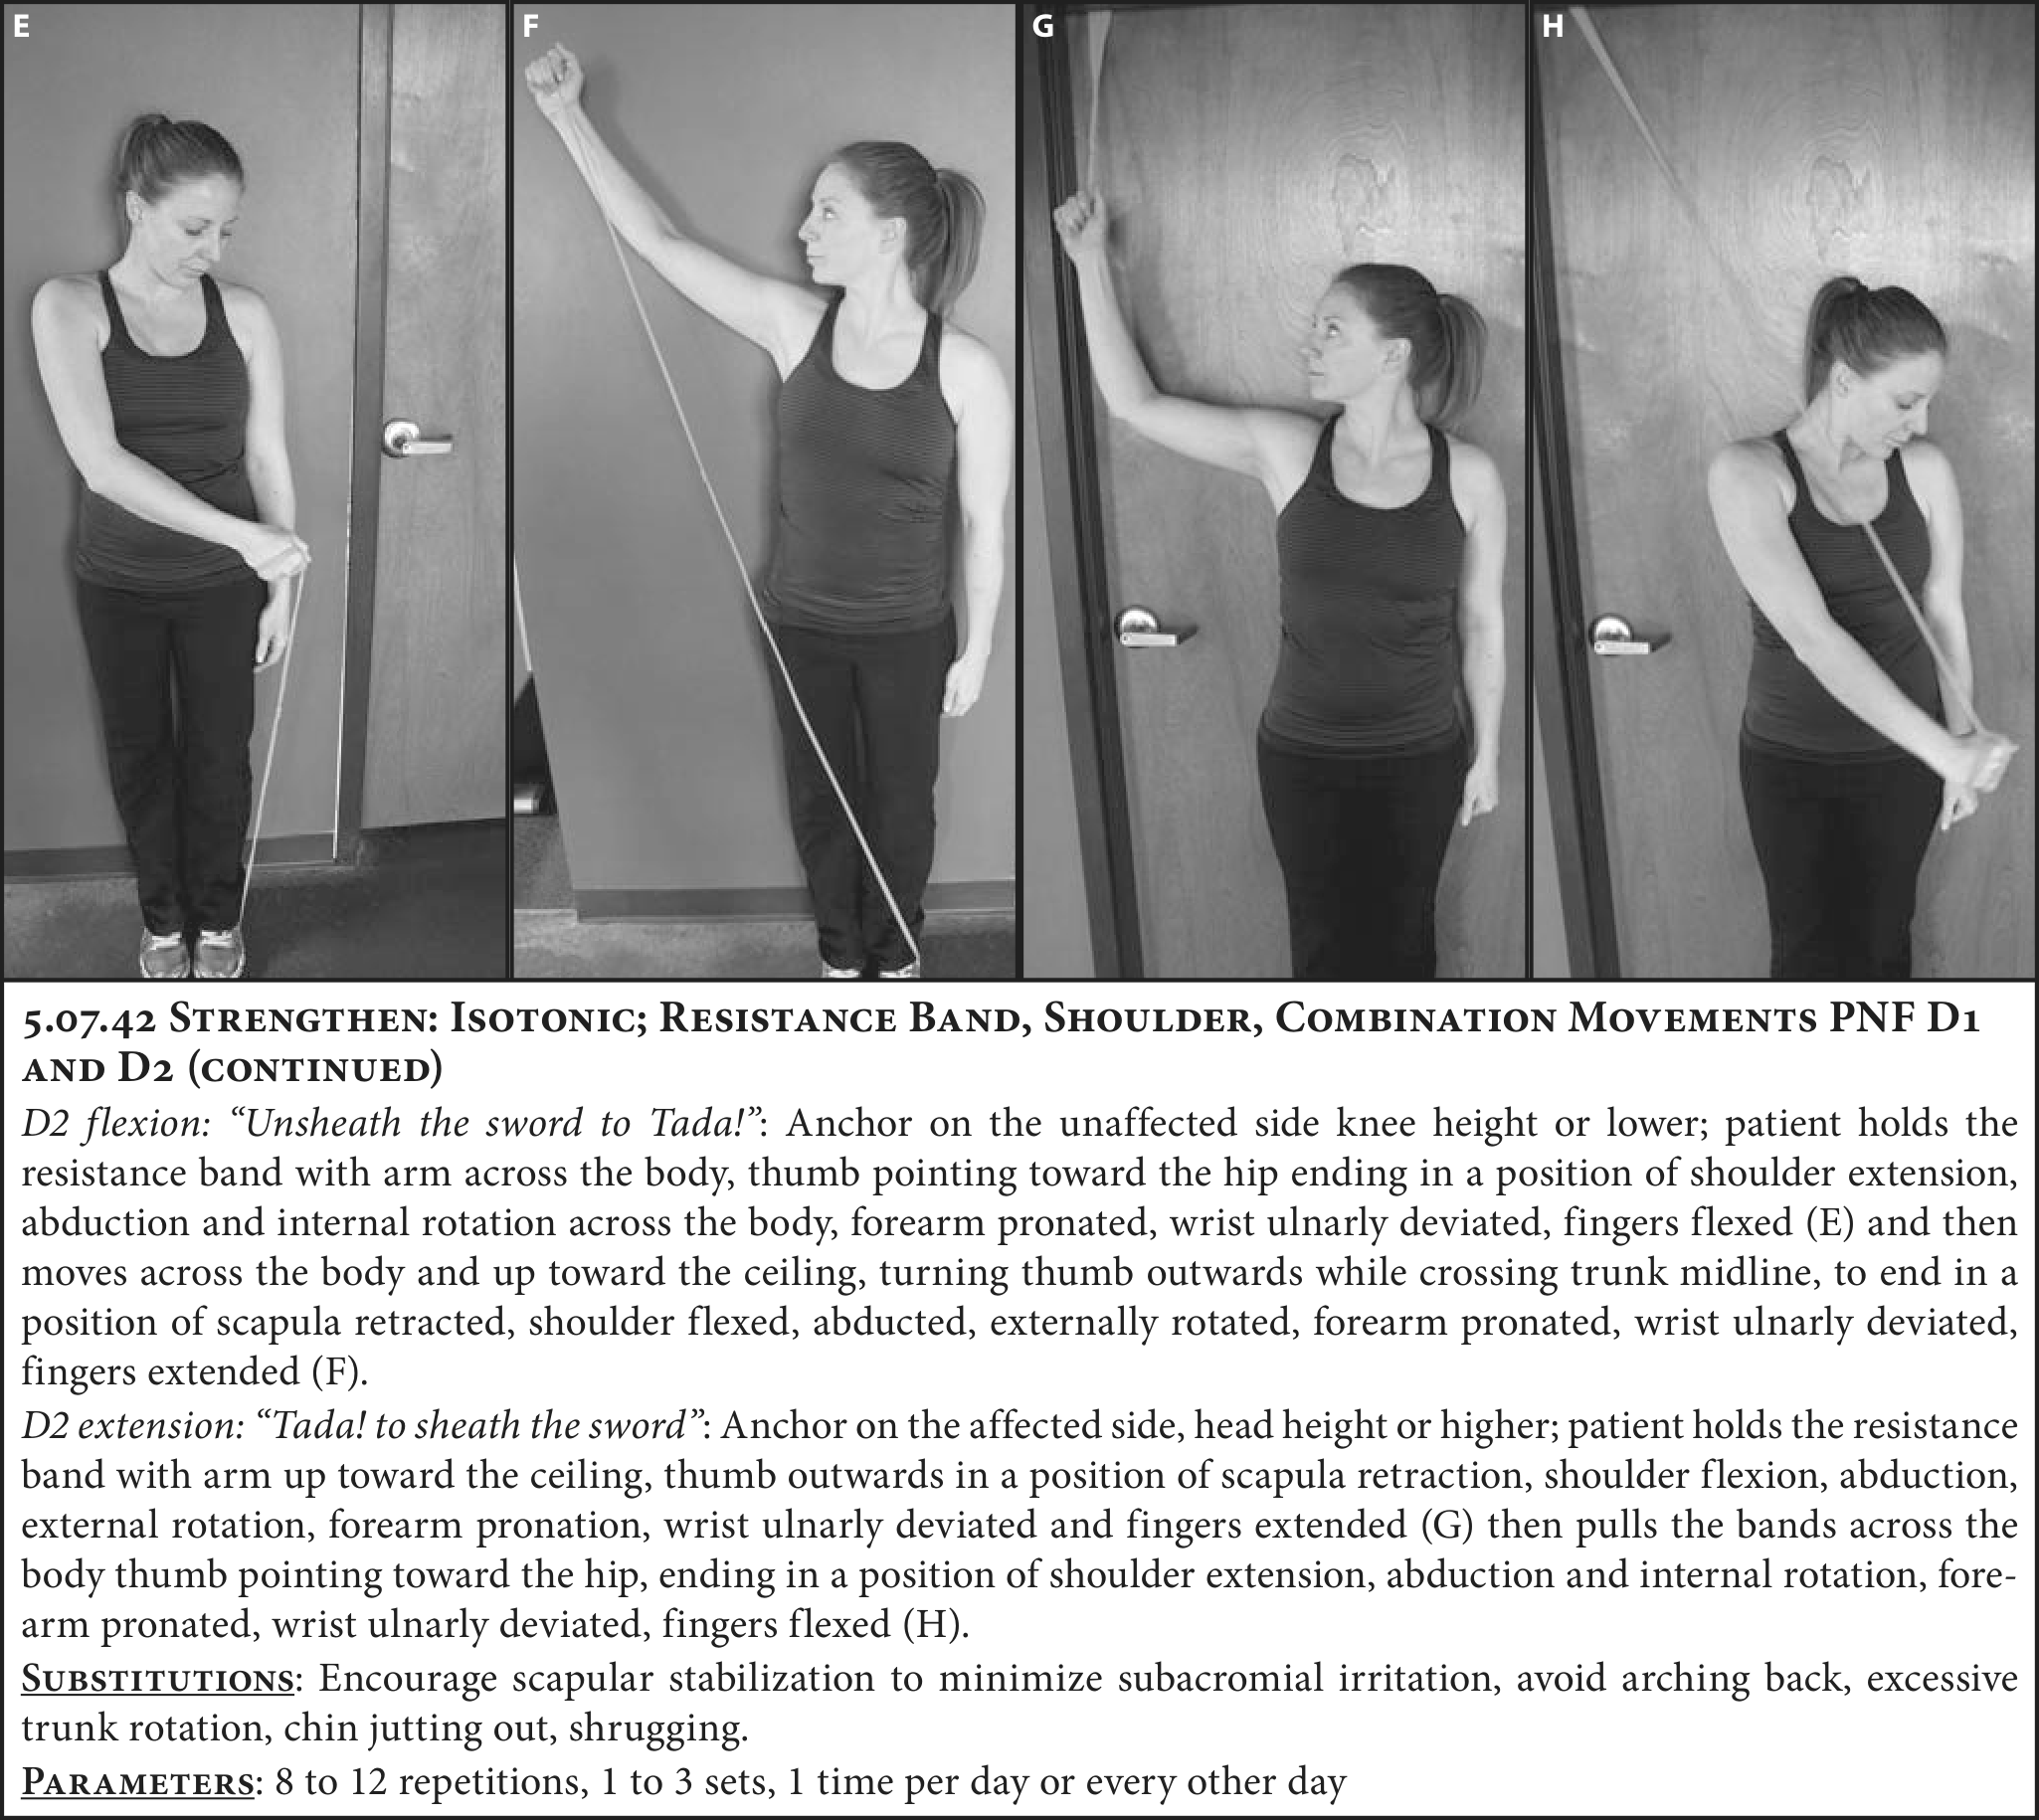 E F G H
5.07.42 Strengthen: Isotonic; Resistance Band, Shoulder, Combination Movements PNF D1
and D2 (continued)
D2 flexion: “Unsheath the sword to Tada!”: Anchor on the unaffected side knee height or lower; patient holds the
resistance band with arm across the body, thumb pointing toward the hip ending in a position of shoulder extension,
abduction and internal rotation across the body, forearm pronated, wrist ulnarly deviated, fingers flexed (E) and then
moves across the body and up toward the ceiling, turning thumb outwards while crossing trunk midline, to end in a
position of scapula retracted, shoulder flexed, abducted, externally rotated, forearm pronated, wrist ulnarly deviated,
fingers extended (F).
D2 extension: “Tada! to sheath the sword”: Anchor on the affected side, head height or higher; patient holds the resistance
band with arm up toward the ceiling, thumb outwards in a position of scapula retraction, shoulder flexion, abduction,
external rotation, forearm pronation, wrist ulnarly deviated and fingers extended (G) then pulls the bands across the
body thumb pointing toward the hip, ending in a position of shoulder extension, abduction and internal rotation, fore-
arm pronated, wrist ulnarly deviated, fingers flexed (H).
Substitutions: Encourage scapular stabilization to minimize subacromial irritation, avoid arching back, excessive
trunk rotation, chin jutting out, shrugging.
Parameters: 8 to 12 repetitions, 1 to 3 sets, 1 time per day or every other day